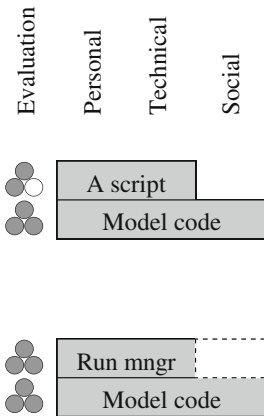 Evaluation
Personal
Technical
Social
A script
Model code
Run mngr
Model code